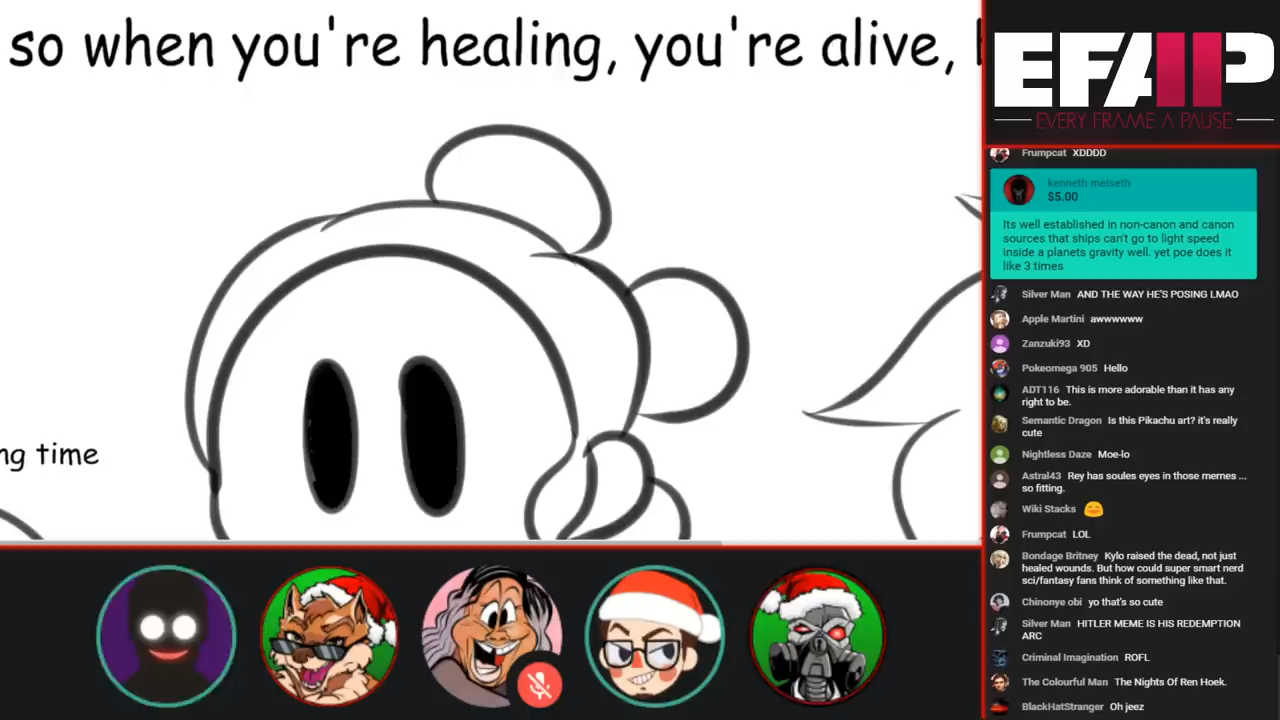 so when you're healing, you're alive,
ng time
EFAP
EVERY FRAME A PAUSE
Frumpcat XDDDD
kenneth melseth
$5.00
Its well established in non-canon and canon
sources that ships can't go to light speed
inside a planets gravity well. yet poe does it
like 3 times
Silver Man AND THE WAY HE'S POSING LMAO
Apple Martini awwwwww
Zanzuki93 XD
Pokeomega 905 Hello
ADT116 This is more adorable than it has any
right to be.
Semantic Dragon Is this Pikachu art? it's really
cute
Nightless Daze Moe-lo
Astral43 Rey has soules eyes in those memes ...
so fitting.
Wiki Stacks
Frumpcat LOL
Bondage Britney Kylo raised the dead, not just
healed wounds. But how could super smart nerd
sci/fantasy fans think of something like that.
Chinonye obi yo that's so cute
Silver Man HITLER MEME IS HIS REDEMPTION
ARC
Criminal Imagination ROFL
The Colourful Man The Nights Of Ren Hoek.
BlackHatStranger Oh jeez